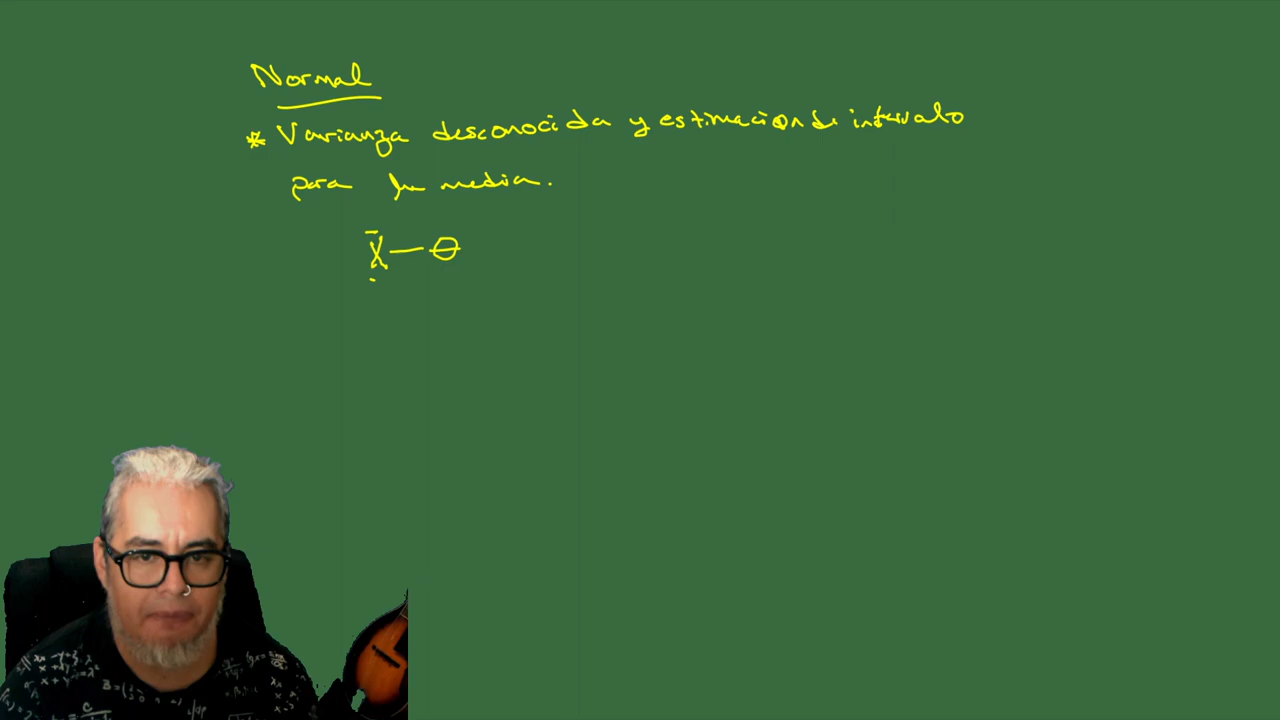 Normal
* Varianza desconocida y estimación de intervalo
para la media.
X̄ — θ